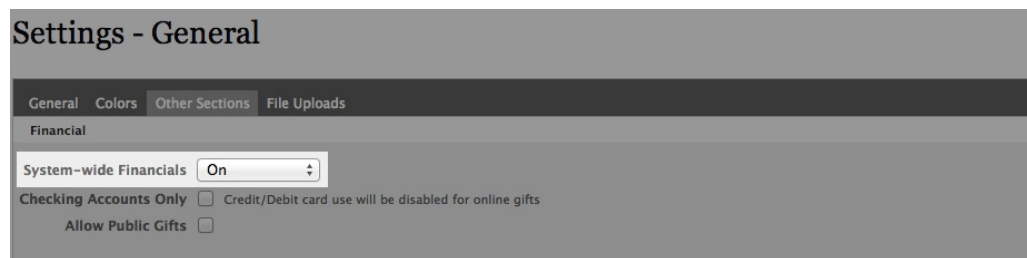 Settings - General
General Colors Other Sections File Uploads
Financial
System-wide Financials On
Checking Accounts Only Credit/Debit card use will be disabled for online gifts
Allow Public Gifts